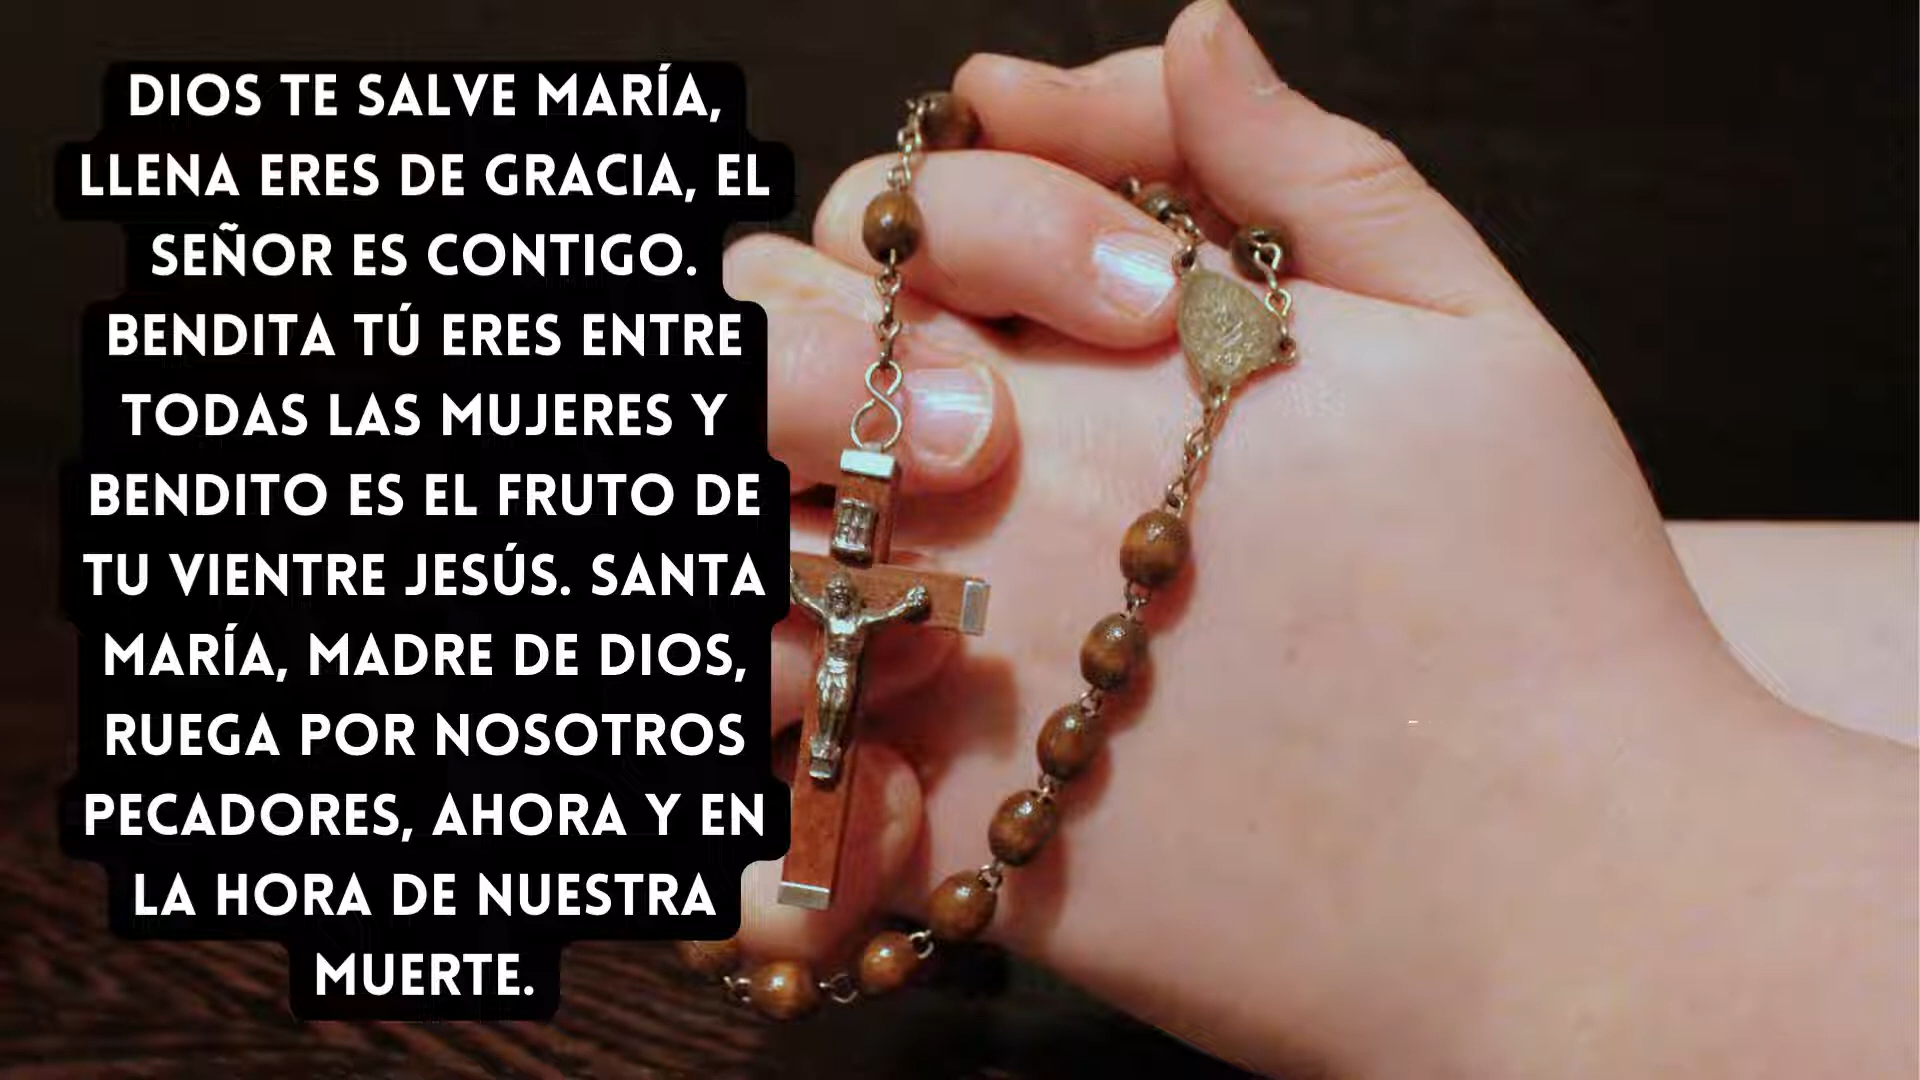 DIOS TE SALVE MARÍA,
LLENA ERES DE GRACIA, EL
SEÑOR ES CONTIGO.
BENDITA TÚ ERES ENTRE
TODAS LAS MUJERES Y
BENDITO ES EL FRUTO DE
TU VIENTRE JESÚS. SANTA
MARÍA, MADRE DE DIOS,
RUEGA POR NOSOTROS
PECADORES, AHORA Y EN
LA HORA DE NUESTRA
MUERTE.